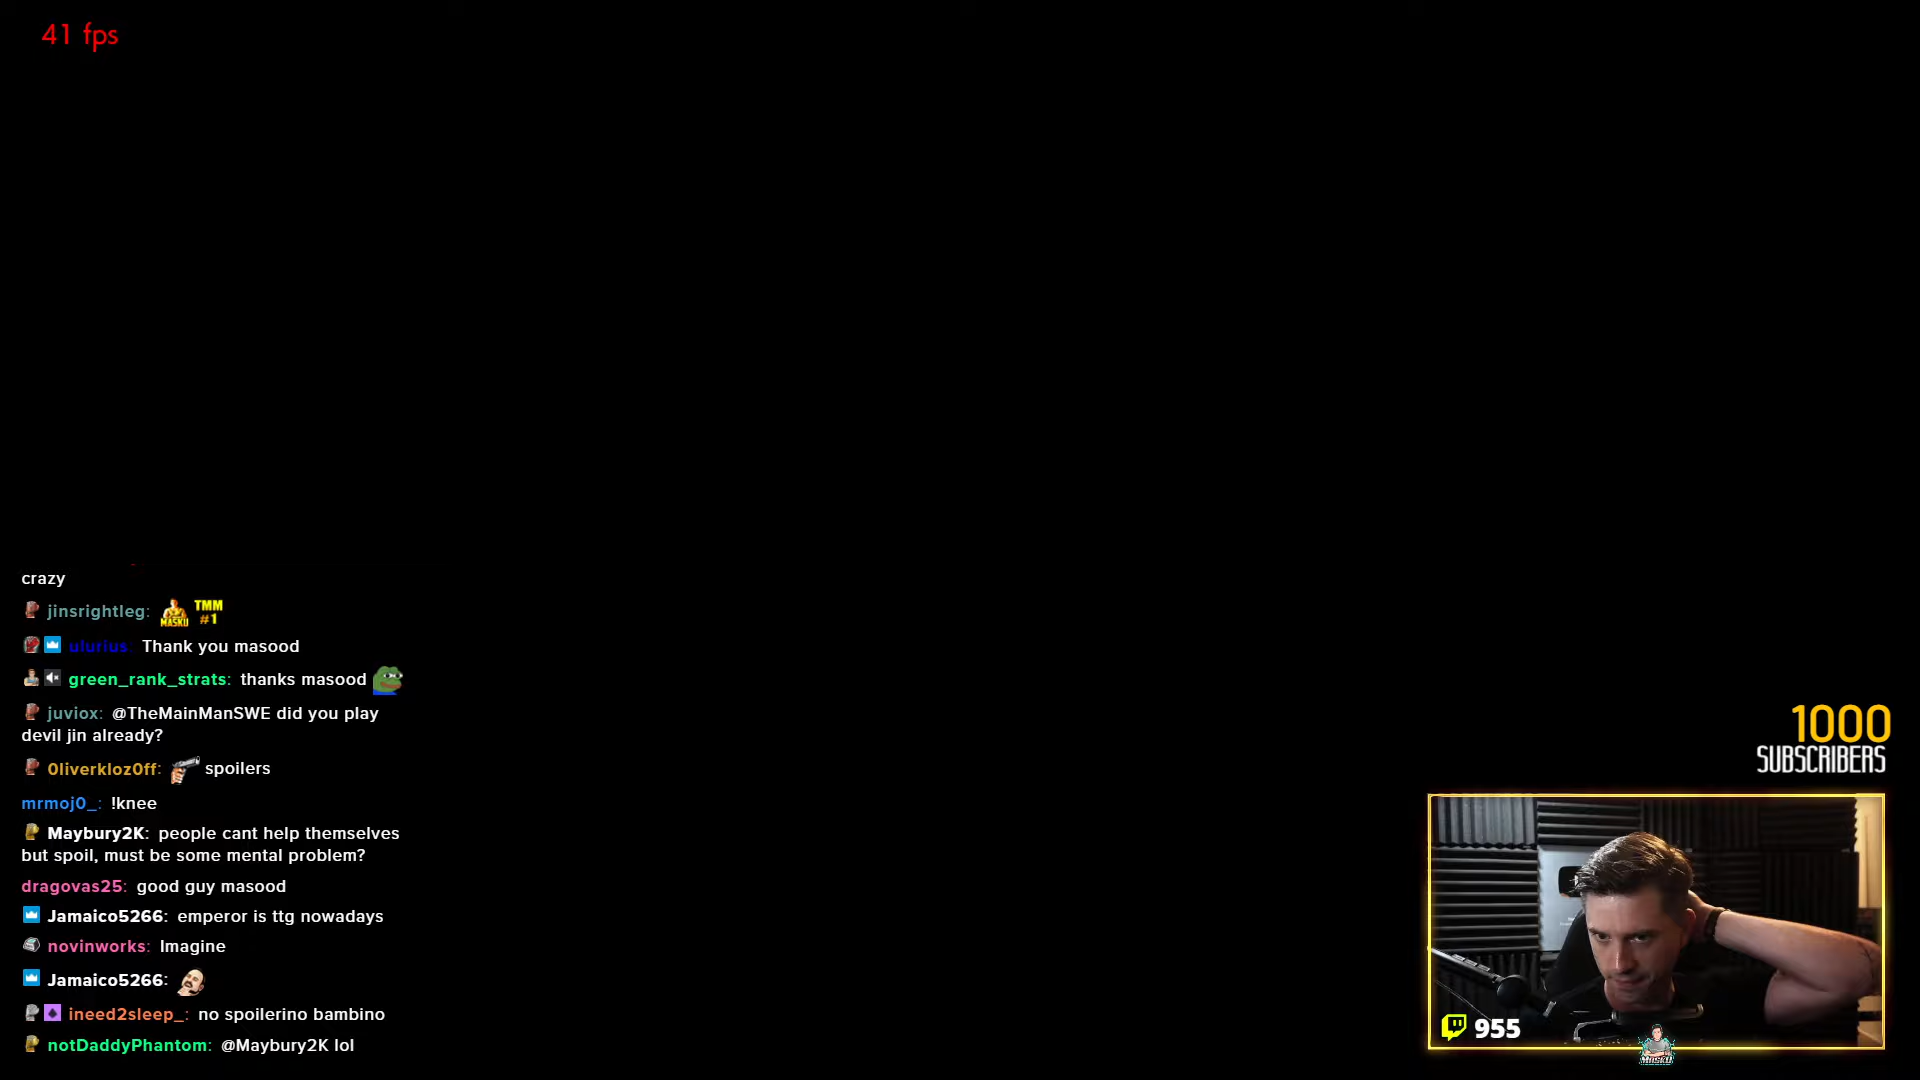 41 fps
crazy
jinsrightleg: MASKU TMM #1
ulurius: Thank you masood
green_rank_strats: thanks masood
juviox: @TheMainManSWE did you play
devil jin already?
0liverkloz0ff: spoilers
mrmoj0_: !knee
Maybury2K: people cant help themselves
but spoil, must be some mental problem?
dragovas25: good guy masood
Jamaico5266: emperor is ttg nowadays
novinworks: Imagine
Jamaico5266:
ineed2sleep_: no spoilerino bambino
notDaddyPhantom: @Maybury2K lol
1000
SUBSCRIBERS
955
MASKU